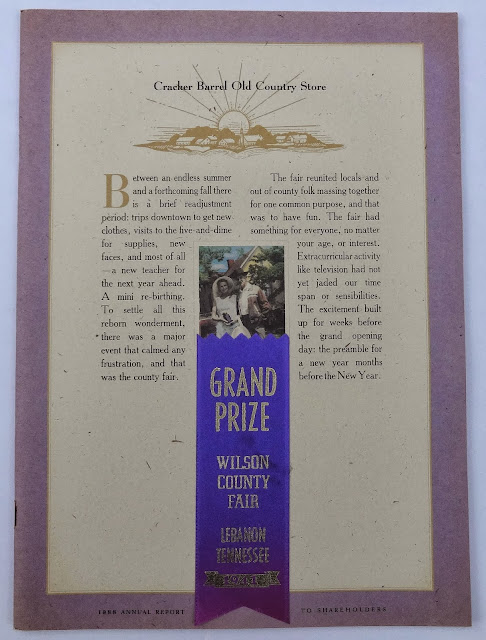 Cracker Barrel Old Country Store
Between an endless summer
and a forthcoming fall there
is a brief readjustment
period: trips downtown to get new
clothes, visits to the five-and-dime
for supplies, new
faces, and most of all
—a new teacher for
the next year ahead.
A mini re-birthing.
To settle all this
reborn wonderment,
there was a major
event that calmed any
frustration, and that
was the county fair.
The fair reunited locals and
out of county folk massing together
for one common purpose, and that
was to have fun. The fair had
something for everyone, no matter
your age, or interest.
Extracurricular activity
like television had not
yet jaded our time
span or sensibilities.
The excitement built
up for weeks before
the grand opening
day: the preamble for
a new year months
before the New Year.
GRAND
PRIZE
WILSON
COUNTY
FAIR
LEBANON
TENNESSEE
ANNUAL REPORT
TO SHAREHOLDERS